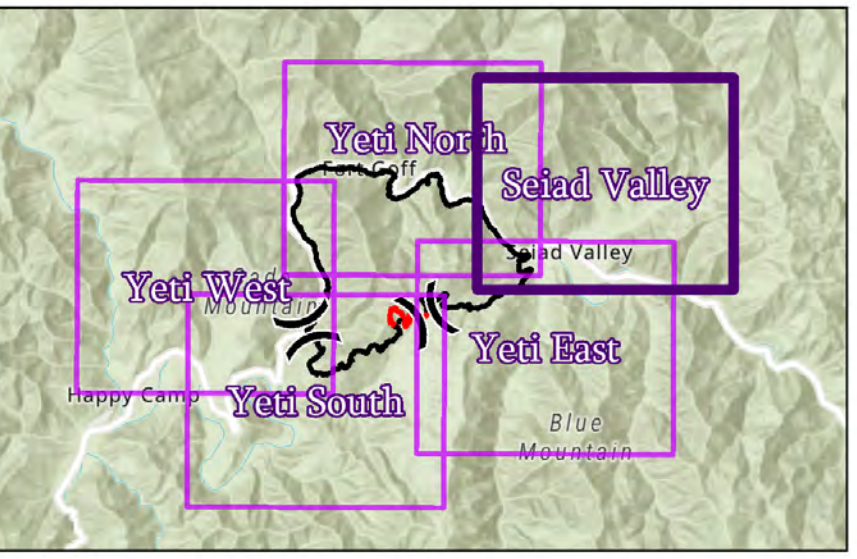 Yeti North
Fort Goff
Seiad Valley
Seiad Valley
Yeti West
Mountain
Yeti East
Happy Camp
Yeti South
Blue
Mountain